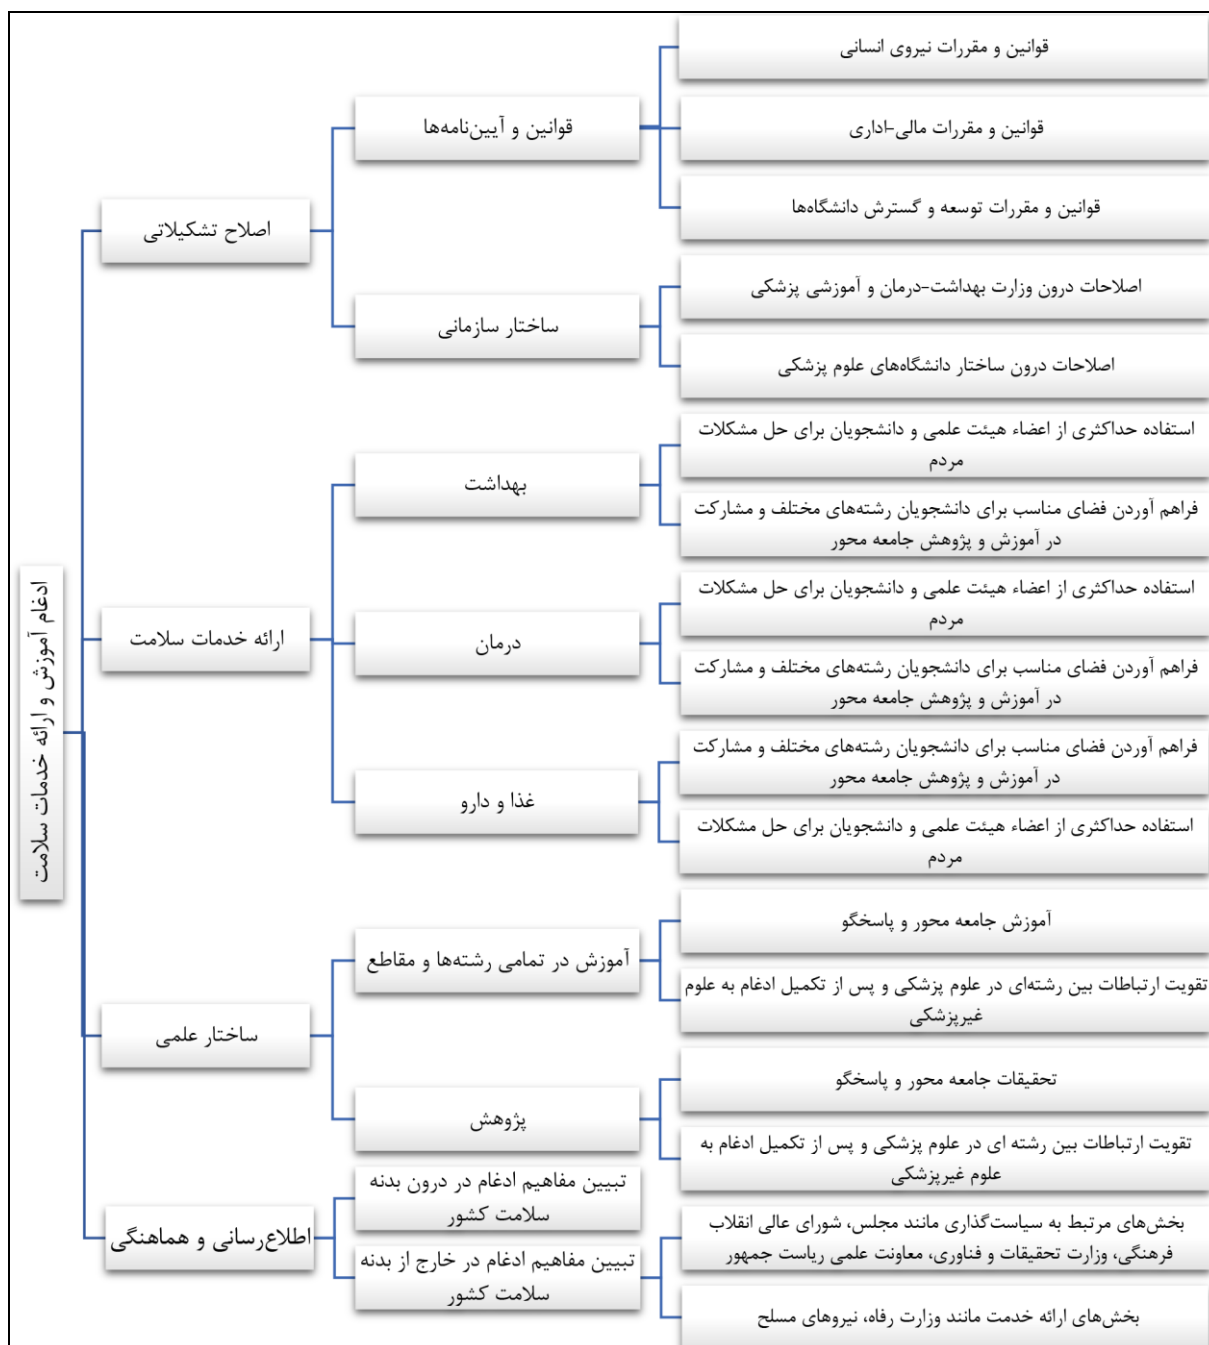 ادغام آموزش و ارائه خدمات سلامت
اصلاح تشکیلاتی
قوانین و آیین‌نامه‌ها
قوانین و مقررات نیروی انسانی
قوانین و مقررات مالی-اداری
قوانین و مقررات توسعه و گسترش دانشگاه‌ها
ساختار سازمانی
اصلاحات درون وزارت بهداشت-درمان و آموزشی پزشکی
اصلاحات درون ساختار دانشگاه‌های علوم پزشکی
ارائه خدمات سلامت
بهداشت
استفاده حداکثری از اعضاء هیئت علمی و دانشجویان برای حل مشکلات
مردم
فراهم آوردن فضای مناسب برای دانشجویان رشته‌های مختلف و مشارکت
در آموزش و پژوهش جامعه محور
درمان
استفاده حداکثری از اعضاء هیئت علمی و دانشجویان برای حل مشکلات
مردم
فراهم آوردن فضای مناسب برای دانشجویان رشته‌های مختلف و مشارکت
در آموزش و پژوهش جامعه محور
غذا و دارو
فراهم آوردن فضای مناسب برای دانشجویان رشته‌های مختلف و مشارکت
در آموزش و پژوهش جامعه محور
استفاده حداکثری از اعضاء هیئت علمی و دانشجویان برای حل مشکلات
مردم
ساختار علمی
آموزش در تمامی رشته‌ها و مقاطع
آموزش جامعه محور و پاسخگو
تقویت ارتباطات بین رشته‌ای در علوم پزشکی و پس از تکمیل ادغام به علوم
غیرپزشکی
پژوهش
تحقیقات جامعه محور و پاسخگو
تقویت ارتباطات بین رشته ای در علوم پزشکی و پس از تکمیل ادغام به
علوم غیرپزشکی
اطلاع‌رسانی و هماهنگی
تبیین مفاهیم ادغام در درون بدنه
سلامت کشور
تبیین مفاهیم ادغام در خارج از بدنه
سلامت کشور
بخش‌های مرتبط به سیاست‌گذاری مانند مجلس، شورای عالی انقلاب
فرهنگی، وزارت تحقیقات و فناوری، معاونت علمی ریاست جمهور
بخش‌های ارائه خدمت مانند وزارت رفاه، نیروهای مسلح